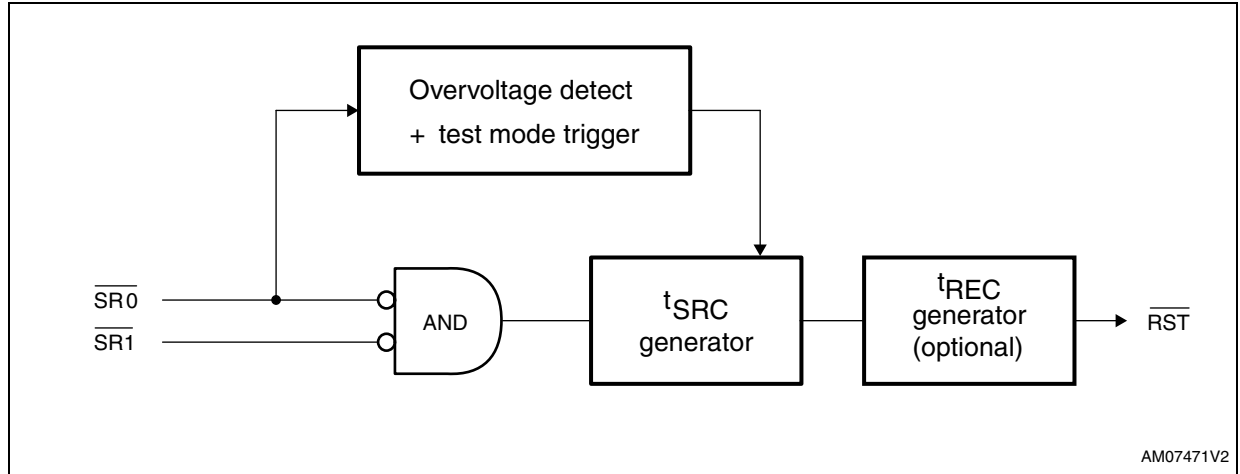 Overvoltage detect
+ test mode trigger
SR0
SR1
AND
tSRC
generator
tREC
generator
(optional)
RST
AM07471V2